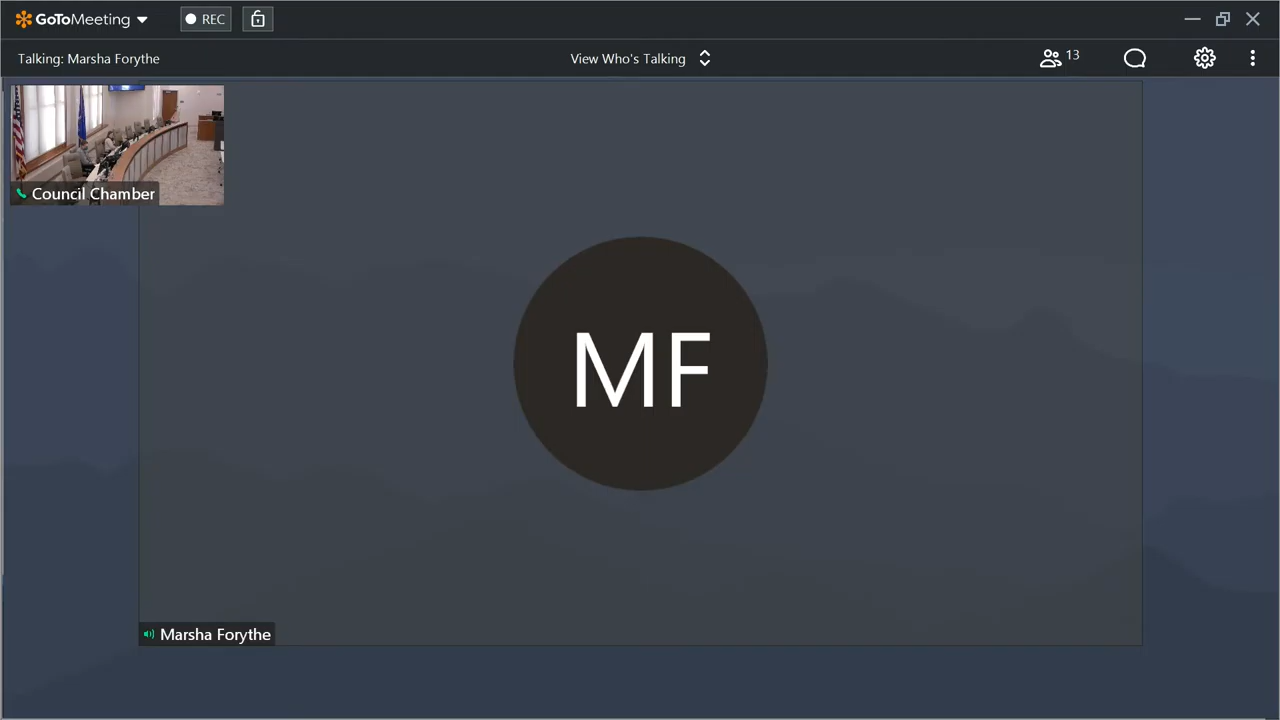 GoToMeeting
REC
Talking: Marsha Forythe
View Who's Talking
13
Council Chamber
MF
Marsha Forythe